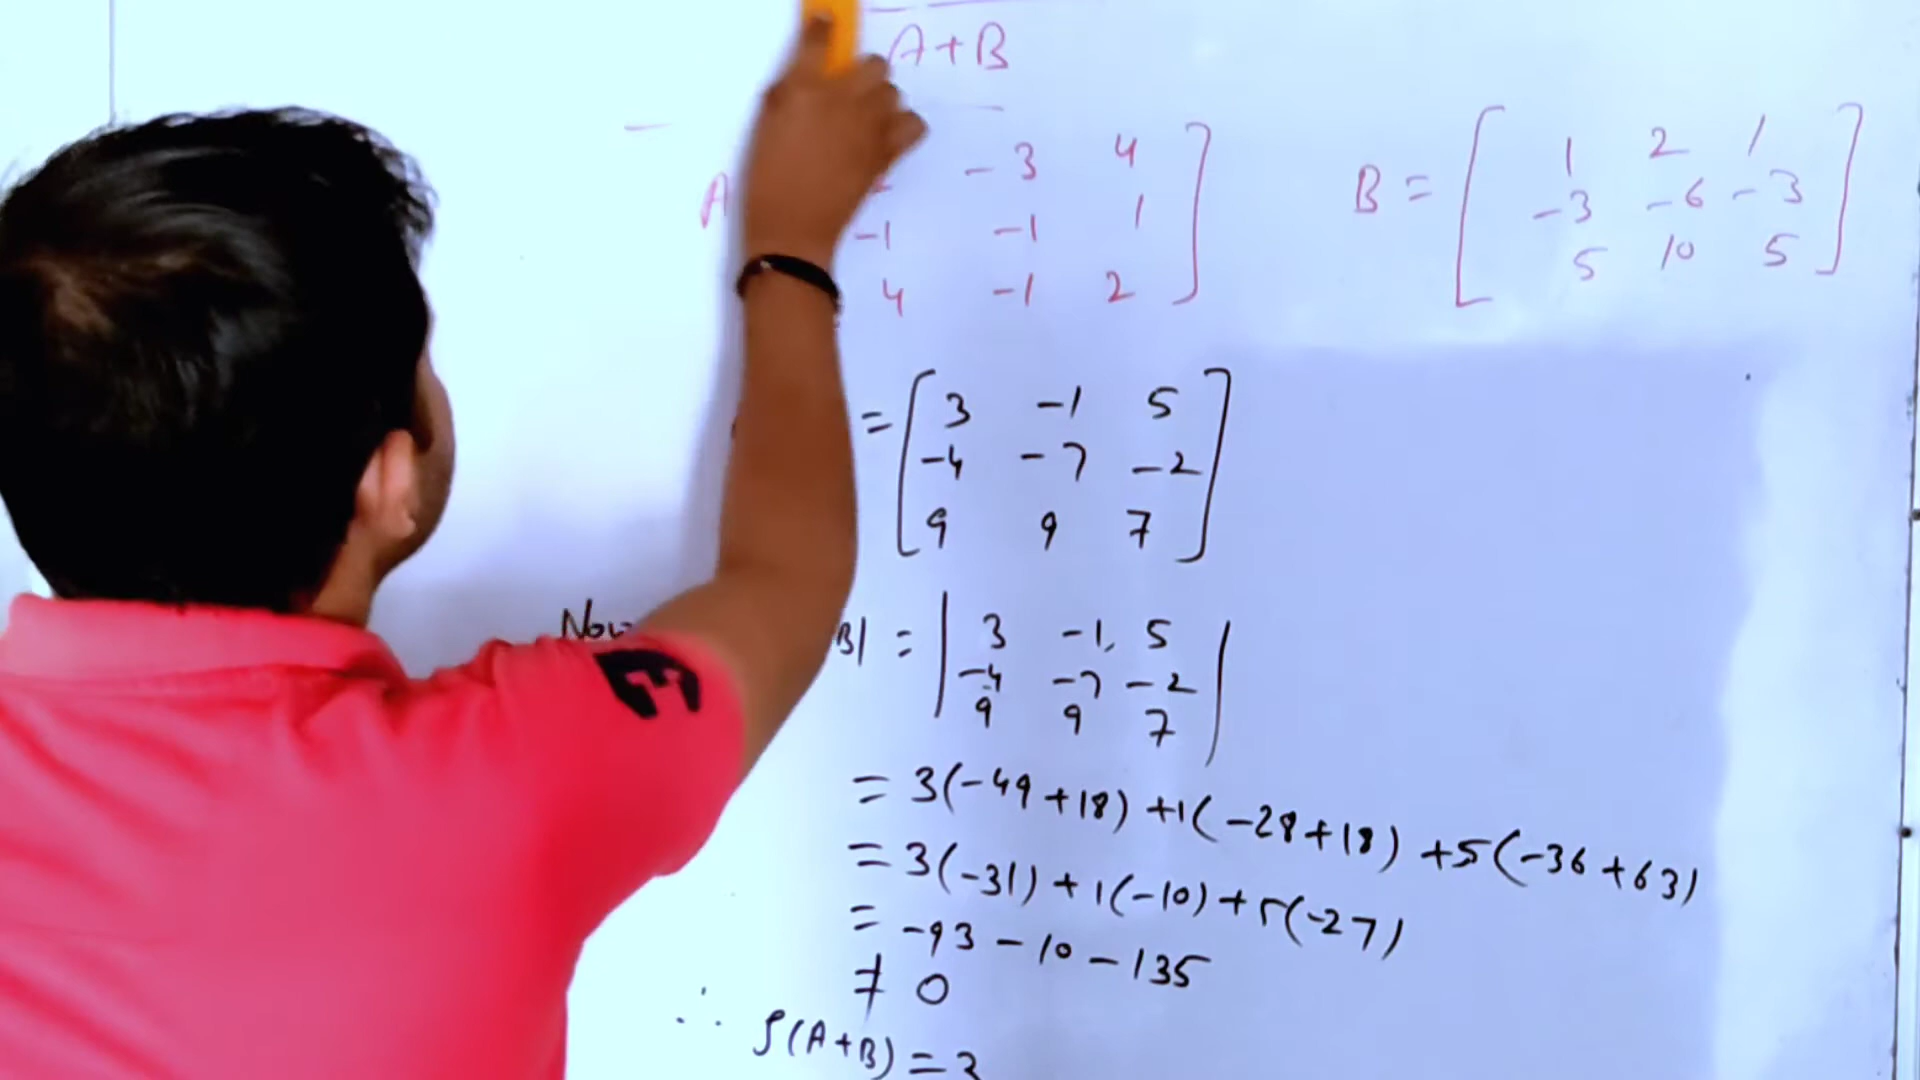 A+B
A -3 4
-1 -1 1
4 -1 2
B = [ 1 2 1
-3 -6 -3
5 10 5 ]
= [ 3 -1 5
-4 -7 -2
9 9 7 ]
Now B| = | 3 -1, 5
-4 -7 -2
9 9 7 |
= 3(-49+18) +1(-28+18) +5(-36+63)
= 3(-31) + 1(-10) + 5(-27)
= -93 - 10 - 135
≠ 0
∴ ρ(A+B) = 3